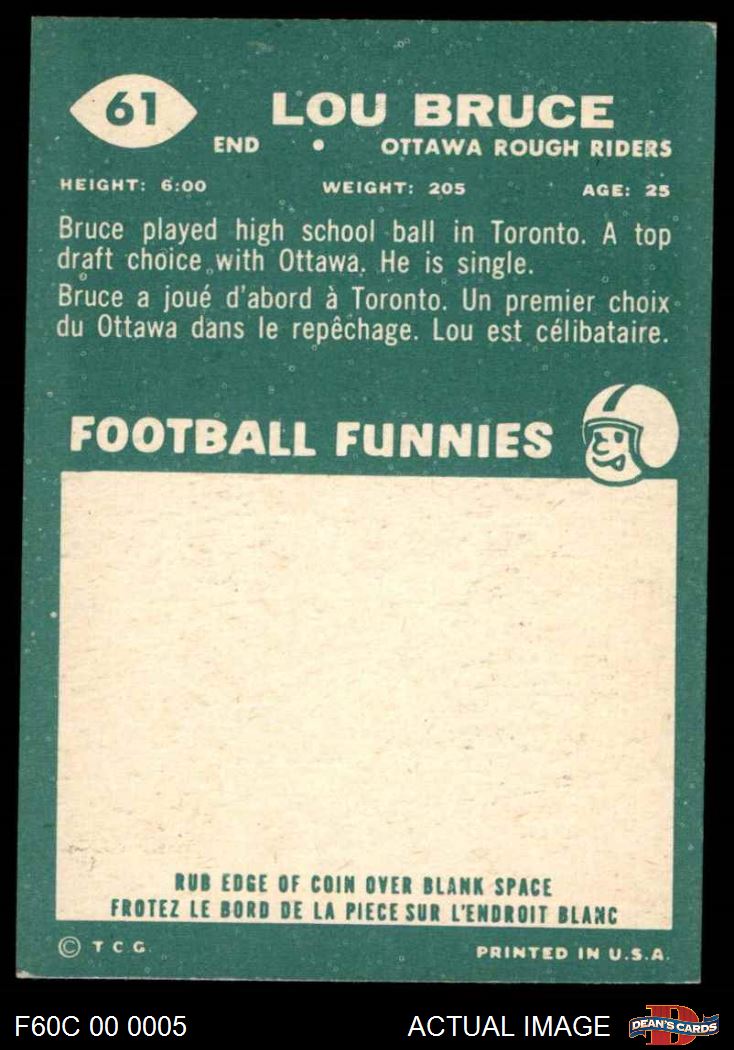 61
LOU BRUCE
END • OTTAWA ROUGH RIDERS
HEIGHT: 6:00 WEIGHT: 205 AGE: 25
Bruce played high school ball in Toronto. A top
draft choice with Ottawa. He is single.
Bruce a joué d'abord à Toronto. Un premier choix
du Ottawa dans le repêchage. Lou est célibataire.
FOOTBALL FUNNIES
RUB EDGE OF COIN OVER BLANK SPACE
FROTEZ LE BORD DE LA PIECE SUR L'ENDROIT BLANC
© T C G. PRINTED IN U.S.A.
F60C 00 0005 ACTUAL IMAGE D DEAN'S CARDS